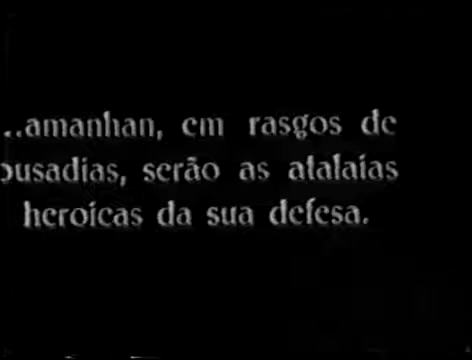 ..amanhan, em rasgos de
ousadias, serão as atalaias
heroicas da sua defesa.